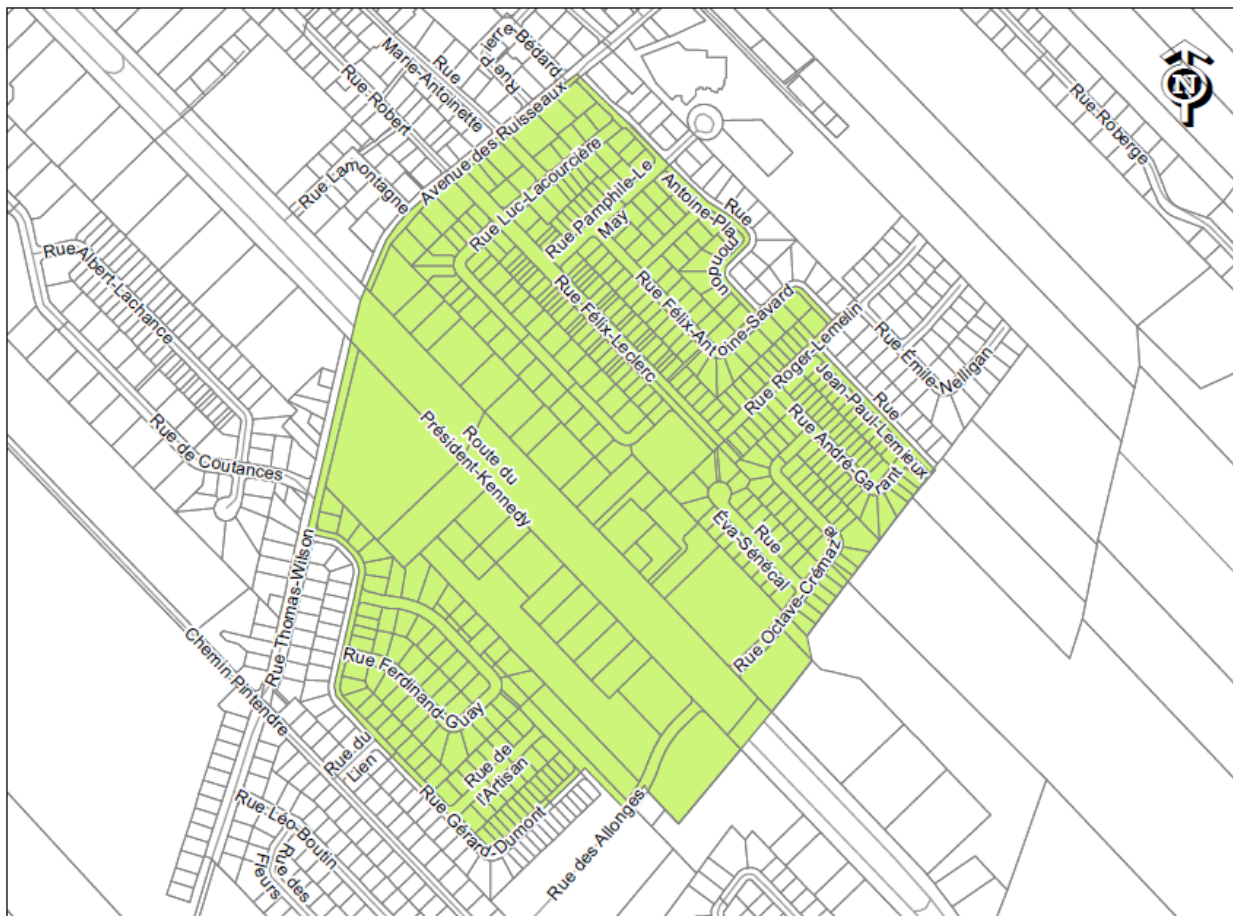 Rue Pierre-Bédard
Rue
Marie-Antoinette
Rue Robert
Avenue des Ruisseaux
Rue Lamontagne
N
Rue Roberge
Rue Luc-Lacourcière
Rue Pamphile-Le
May
Rue
Antoine-Plamondon
Rue Albert-Lachance
Rue Félix-Leclerc
Rue Félix-Antoine-Savard
Rue Roger-Lemelin
Rue Émile-Nelligan
Rue
Jean-Paul-Lemieux
Rue André-Garant
Rue de Coutances
Route du
Président-Kennedy
Rue
Éva-Sénécal
Rue Octave-Crémazie
Rue Thomas-Wilson
Chemin Pintendre
Rue Ferdinand-Guay
Rue du
Lien
Rue de
l'Artisan
Rue Gérard-Dumont
Rue des Allonges
Rue Léo-Boutin
Rue des
Fleurs